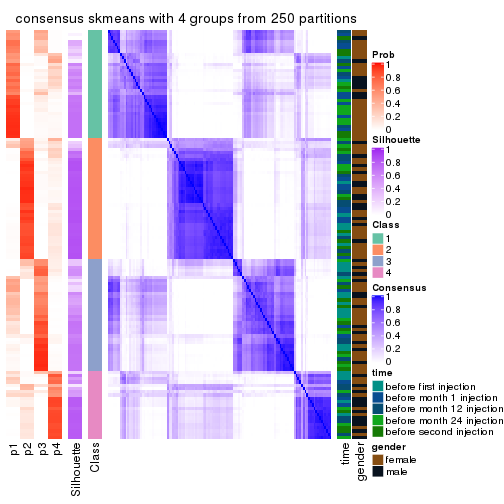 consensus skmeans with 4 groups from 250 partitions
Prob
1
0.8
0.6
0.4
0.2
0
Silhouette
1
0.8
0.6
0.4
0.2
0
Class
1
2
3
4
Consensus
1
0.8
0.6
0.4
0.2
0
time
before first injection
before month 1 injection
before month 12 injection
before month 24 injection
before second injection
gender
female
male
p1
p2
p3
p4
Silhouette
Class
time
gender